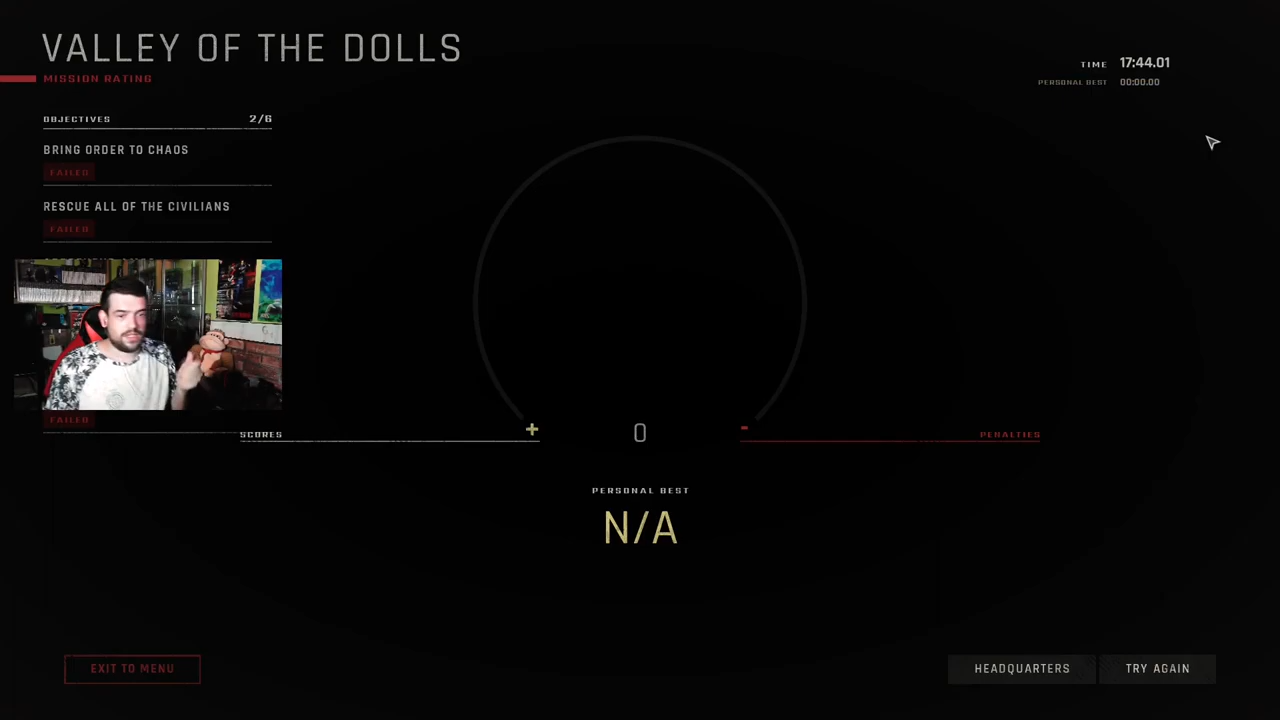 VALLEY OF THE DOLLS
MISSION RATING
TIME 17:44.01
PERSONAL BEST 00:00.00
OBJECTIVES 2/6
BRING ORDER TO CHAOS
FAILED
RESCUE ALL OF THE CIVILIANS
FAILED
FAILED
SCORES
+
0
-
PENALTIES
PERSONAL BEST
N/A
EXIT TO MENU
HEADQUARTERS
TRY AGAIN